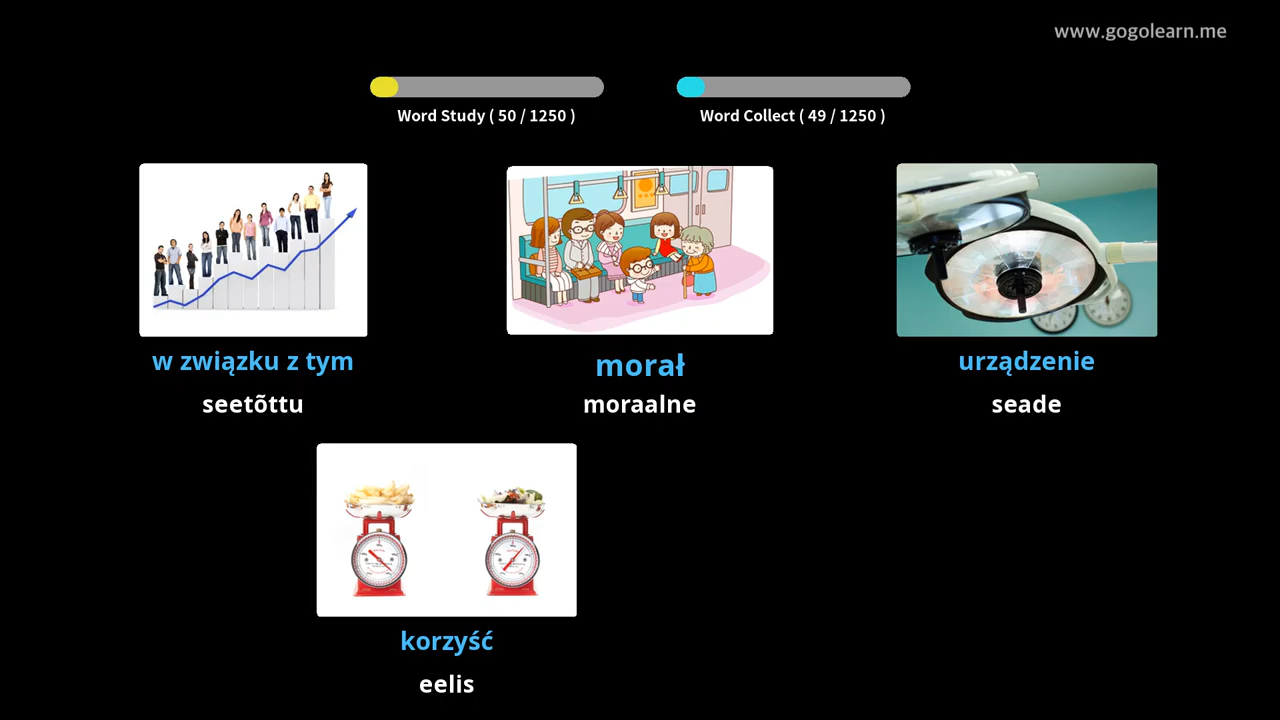 www.gogolearn.me
Word Study ( 50 / 1250 )
Word Collect ( 49 / 1250 )
w związku z tym
seetõttu
morał
moraalne
urządzenie
seade
korzyść
eelis